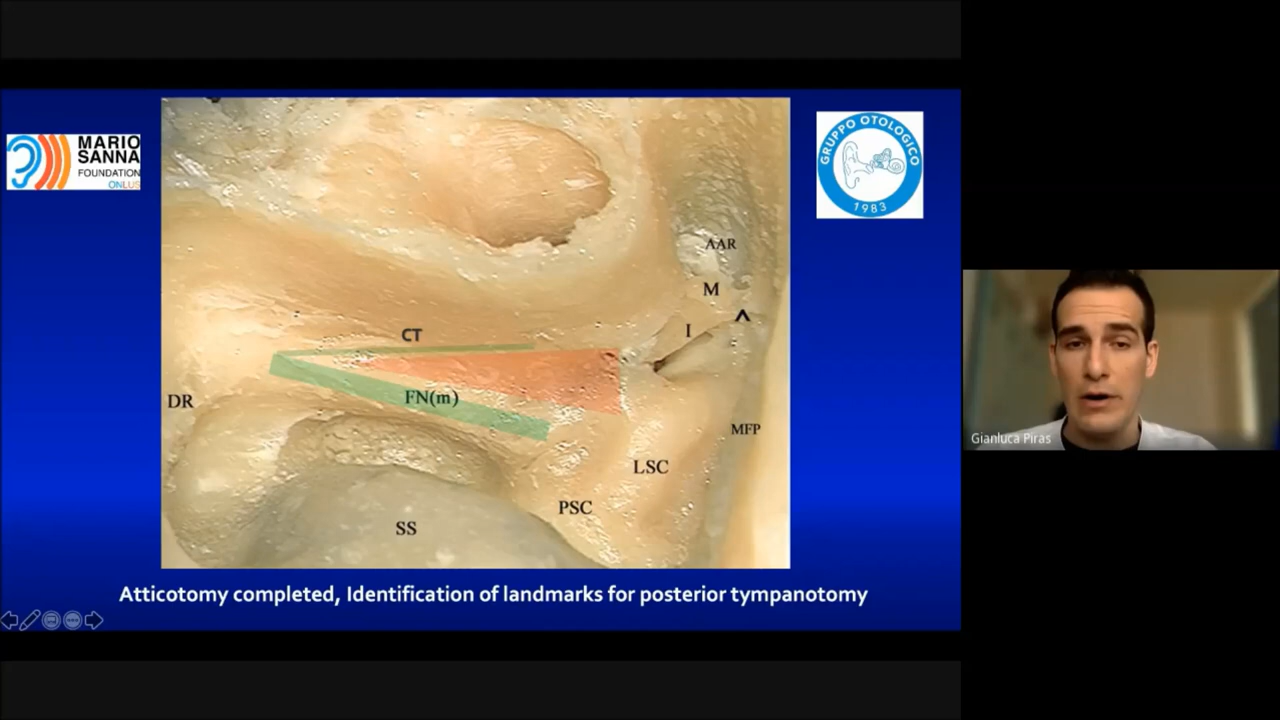 MARIO
SANNA
FOUNDATION
ONLUS
GRUPPO OTOLOGICO
1983
AAR
M
^
I
CT
FN(m)
DR
MFP
LSC
PSC
SS
Atticotomy completed, Identification of landmarks for posterior tympanotomy
Gianluca Piras